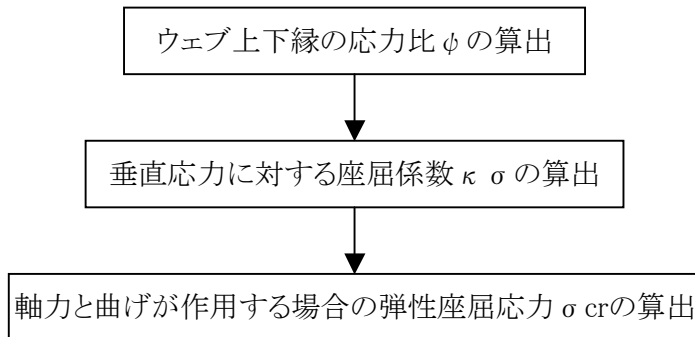 ウェブ上下縁の応力比φの算出
垂直応力に対する座屈係数κ σの算出
軸力と曲げが作用する場合の弾性座屈応力σcrの算出